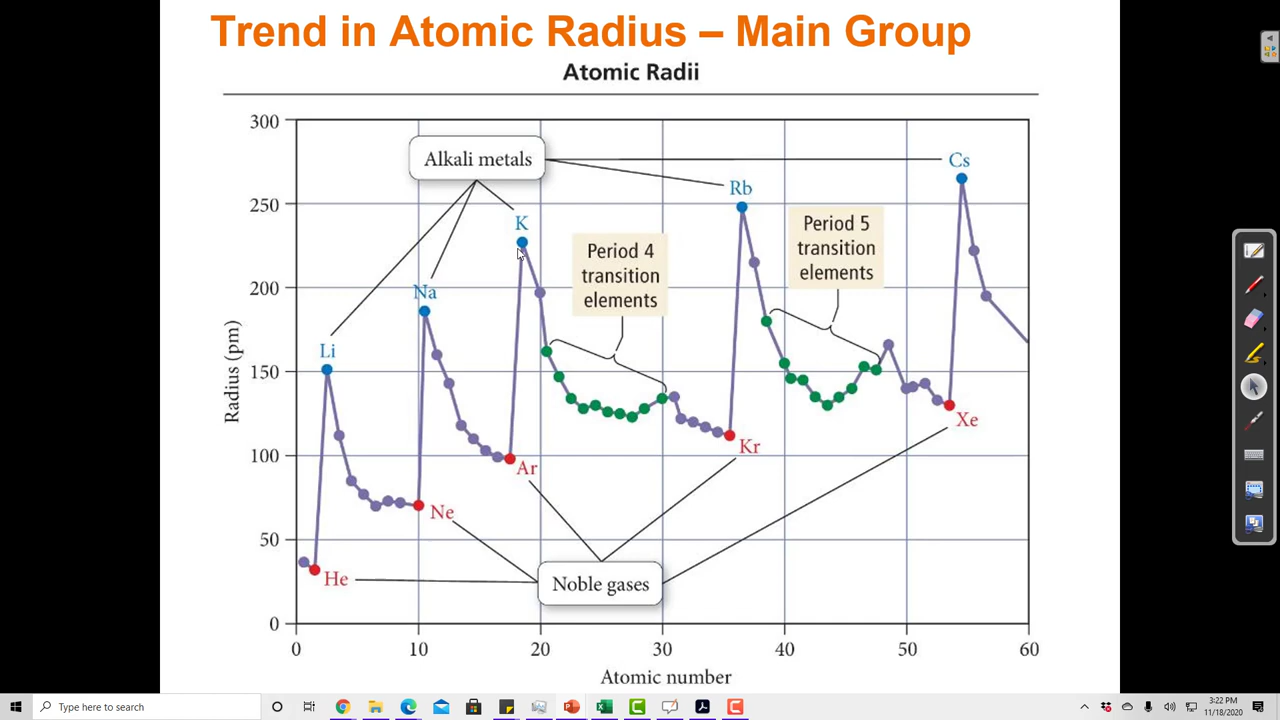 Trend in Atomic Radius – Main Group
Atomic Radii
300
250
200
150
100
50
0
Radius (pm)
Alkali metals
Li
Na
K
Rb
Cs
Period 4
transition
elements
Period 5
transition
elements
He
Ne
Ar
Kr
Xe
Noble gases
0
10
20
30
40
50
60
Atomic number
Type here to search
3:22 PM
11/18/2020